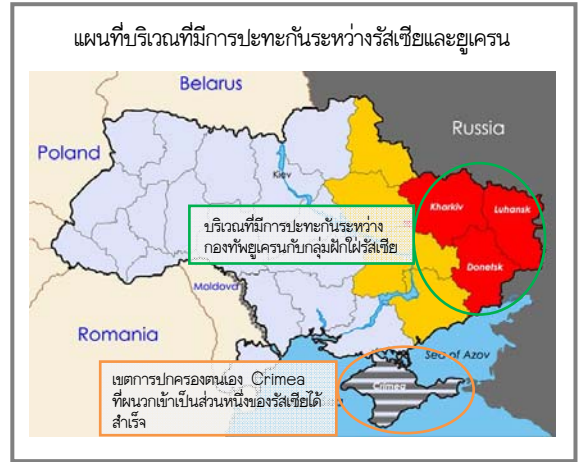 แผนที่บริเวณที่มีการปะทะกันระหว่างรัสเซียและยูเครน
Belarus
Russia
Poland
Kiev
Kharkiv
Luhansk
บริเวณที่มีการปะทะกันระหว่าง
กองทัพยูเครนกับกลุ่มฝักใฝ่รัสเซีย
Donetsk
Moldova
Romania
Sea of Azov
เขตการปกครองตนเอง Crimea
ที่ผนวกเข้าเป็นส่วนหนึ่งของรัสเซียได้
สำเร็จ
Crimea